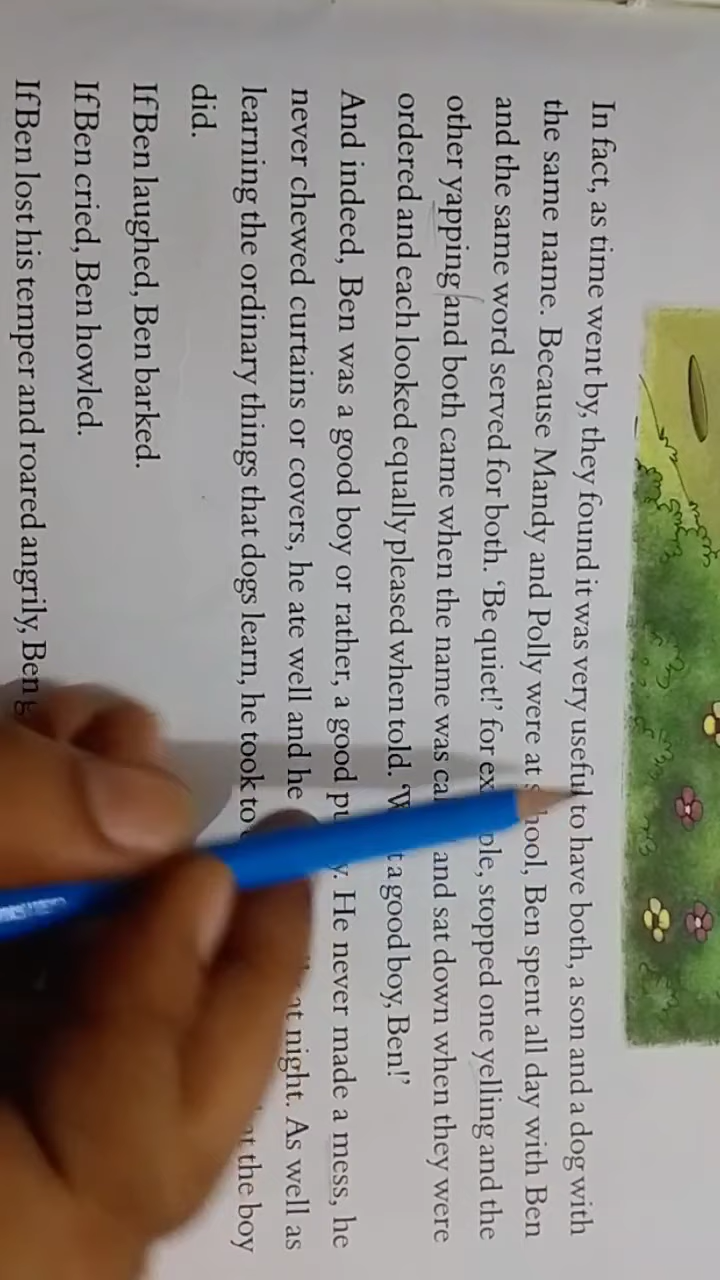 In fact, as time went by, they found it was very useful to have both, a son and a dog with
the same name. Because Mandy and Polly were at school, Ben spent all day with Ben
and the same word served for both. ‘Be quiet!’ for example, stopped one yelling and the
other yapping and both came when the name was called and sat down when they were
ordered and each looked equally pleased when told. ‘What a good boy, Ben!’
And indeed, Ben was a good boy or rather, a good puppy. He never made a mess, he
never chewed curtains or covers, he ate well and he at night. As well as
learning the ordinary things that dogs learn, he took to the boy
did.
If Ben laughed, Ben barked.
If Ben cried, Ben howled.
If Ben lost his temper and roared angrily, Ben